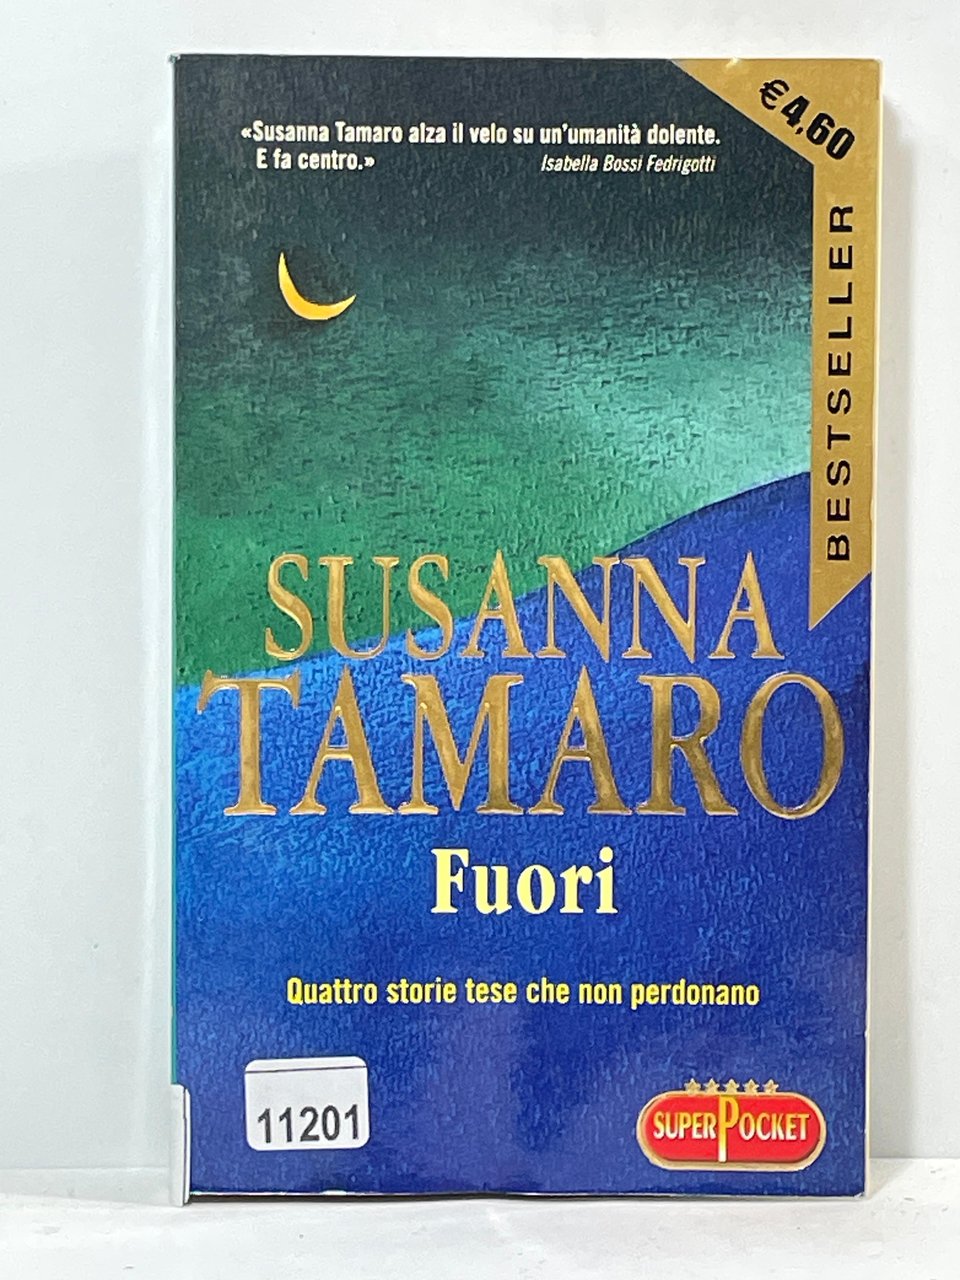 «Susanna Tamaro alza il velo su un'umanità dolente.
E fa centro.»
Isabella Bossi Fedrigotti
€4,60
BESTSELLER
SUSANNA
TAMARO
Fuori
Quattro storie tese che non perdonano
11201
SUPERPOCKET